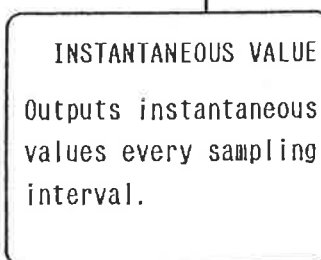 INSTANTANEOUS VALUE
Outputs instantaneous
values every sampling
interval.